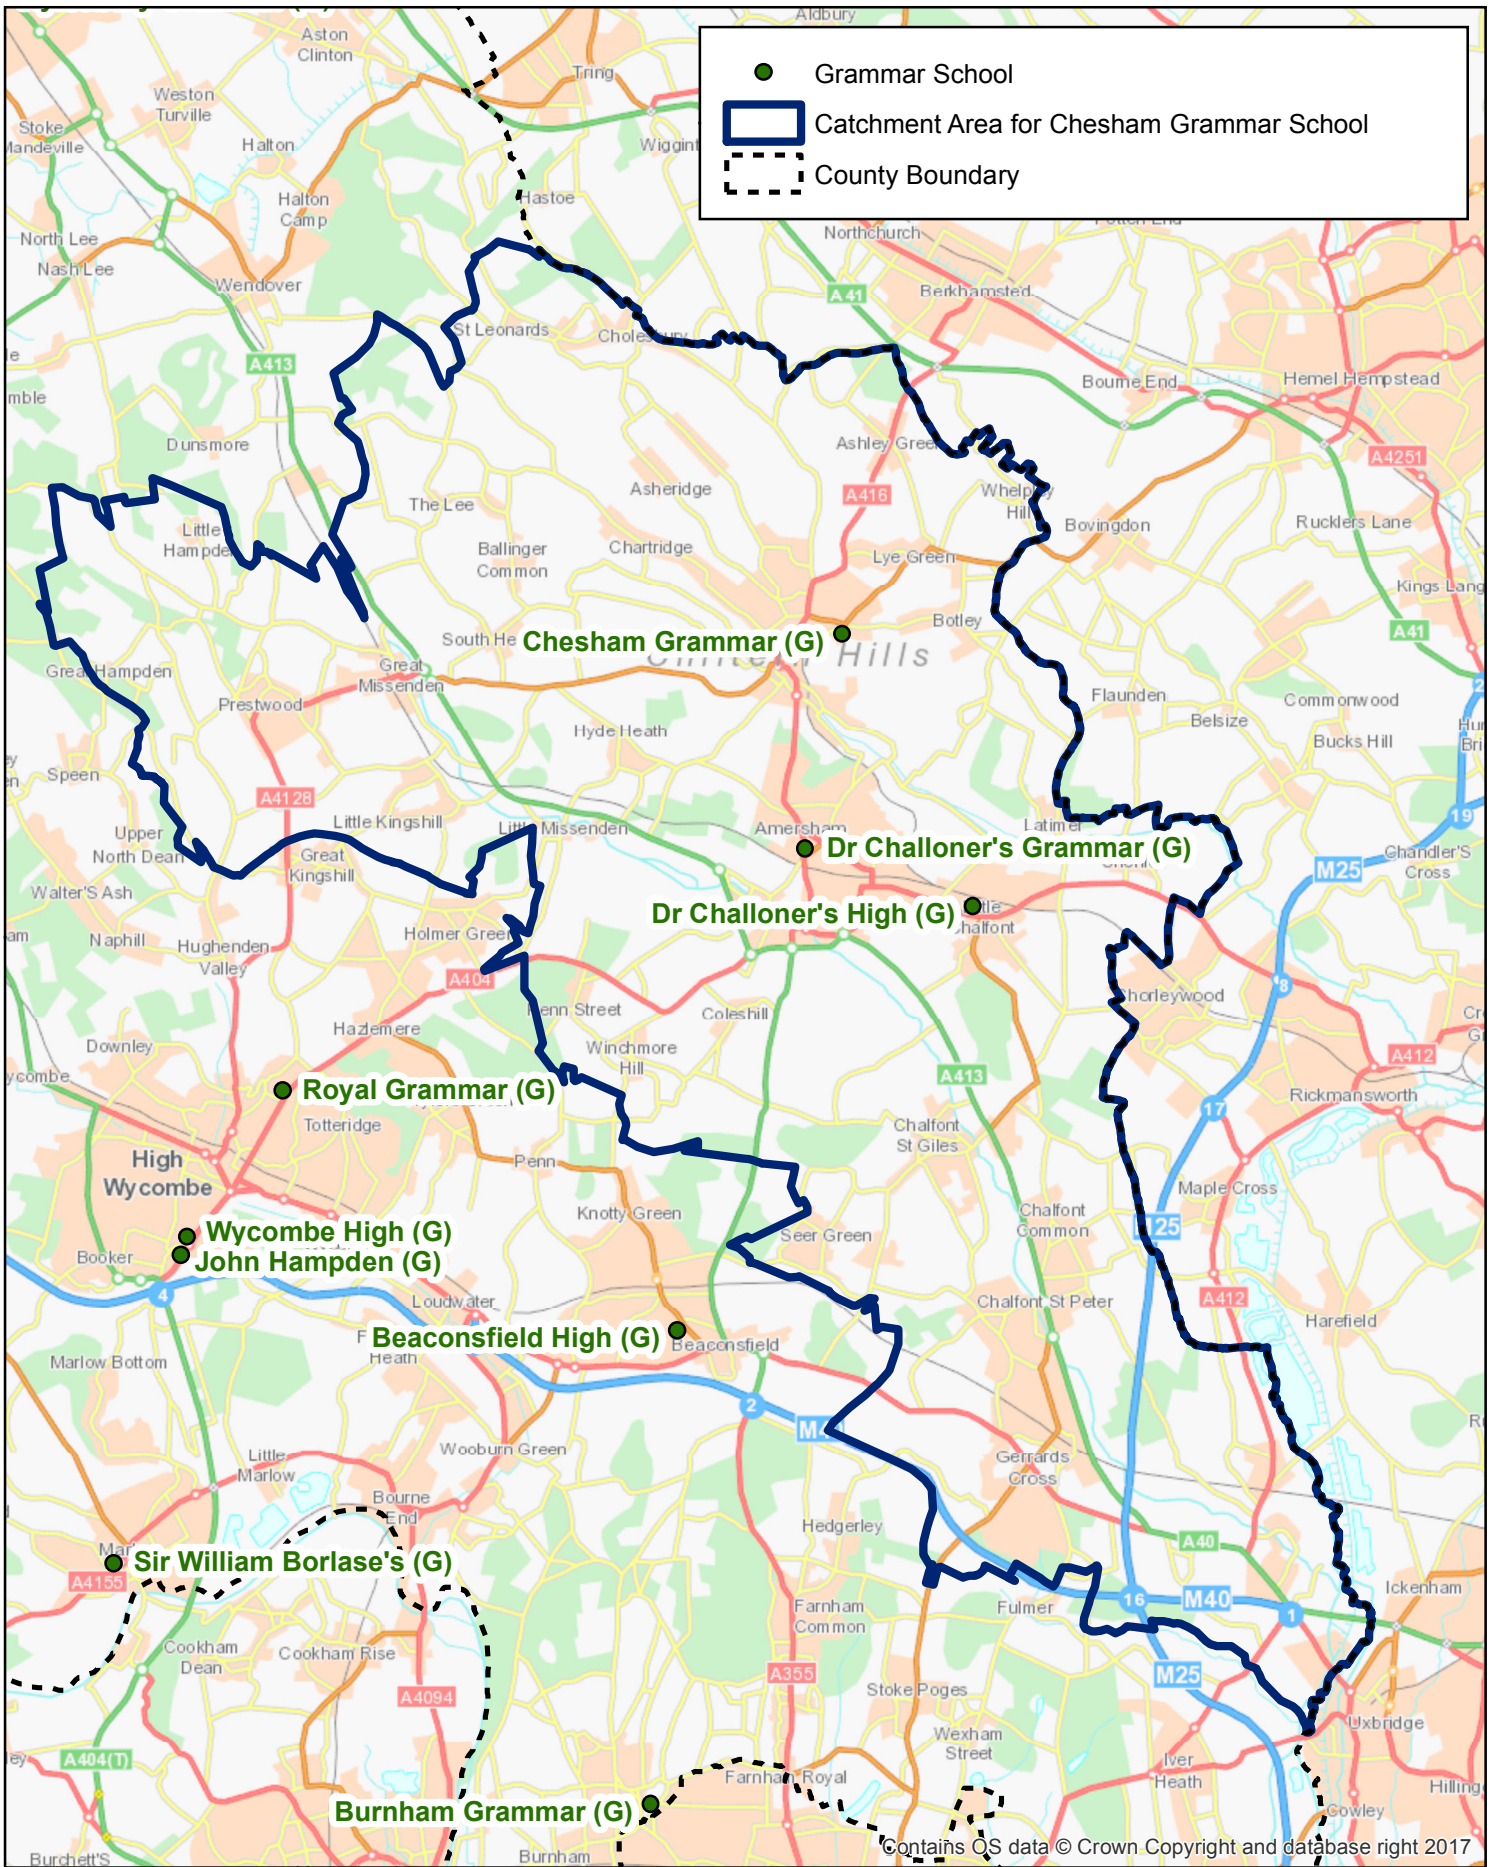 Aldbury
Aston
Clinton
Tring
Grammar School
Catchment Area for Chesham Grammar School
County Boundary
Weston
Turville
Stoke
Mandeville
Halton
Halton
Camp
Hastoe
North Lee
Nash Lee
Northchurch
Wendover
A41
Berkhamsted
St Leonards
A413
Bourne End
Hemel Hempstead
Dunsmore
Ashley Green
A4251
Asheridge
A416
Whelpley
Hill
The Lee
Bovingdon
Rucklers Lane
Little
Hampden
Ballinger
Common
Chartridge
Lye Green
Kings Lang
Botley
A41
South He
Chesham Grammar (G)
Hills
Great Hampden
Great
Missenden
Prestwood
Flaunden
Commonwood
Belsize
Hyde Heath
Bucks Hill
Speen
A4128
19
Upper
North Dean
Little Kingshill
Little Missenden
Amersham
Latimer
Great
Kingshill
Dr Challoner's Grammar (G)
M25
Chandler'S
Cross
Walter'S Ash
Dr Challoner's High (G)
Chalfont
Naphill
Hughenden
Valley
Holmer Green
A404
8
Chorleywood
Penn Street
Coleshill
Hazlemere
Downley
Winchmore
Hill
A412
A413
Royal Grammar (G)
17
Rickmansworth
Totteridge
Chalfont
St Giles
High
Wycombe
Penn
Maple Cross
Knotty Green
Chalfont
Common
M25
Wycombe High (G)
Seer Green
Booker
John Hampden (G)
4
Loudwater
Chalfont St Peter
A412
Harefield
Beaconsfield High (G)
Beaconsfield
Heath
Marlow Bottom
2
M40
Little
Marlow
Wooburn Green
Gerrards
Cross
Bourne
End
Hedgerley
A40
Sir William Borlase's (G)
A4155
Ickenham
16
M40
1
Farnham
Common
Fulmer
Cookham
Dean
Cookham Rise
A355
M25
A4094
Stoke Poges
Uxbridge
Wexham
Street
A404(T)
Iver
Heath
Farnham Royal
Burnham Grammar (G)
Cowley
Contains OS data © Crown Copyright and database right 2017
Burchett'S
Burnham